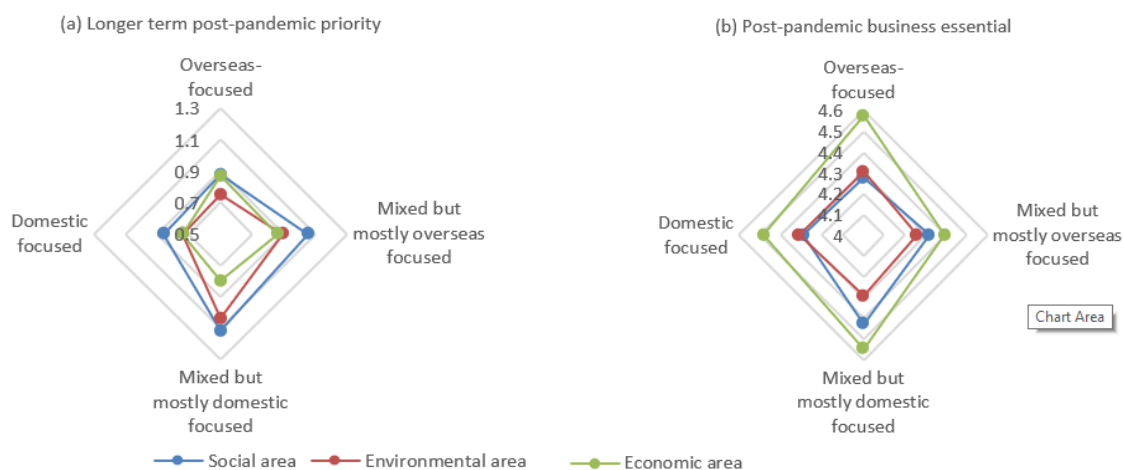 (a) Longer term post-pandemic priority
Overseas-
focused
1.3
1.1
0.9
0.7
0.5
Domestic
focused
Mixed but
mostly overseas
focused
Mixed but
mostly domestic
focused
(b) Post-pandemic business essential
Overseas-
focused
4.6
4.5
4.4
4.3
4.2
4.1
4
Domestic
focused
Mixed but
mostly overseas
focused
Chart Area
Mixed but
mostly domestic
focused
Social area
Environmental area
Economic area